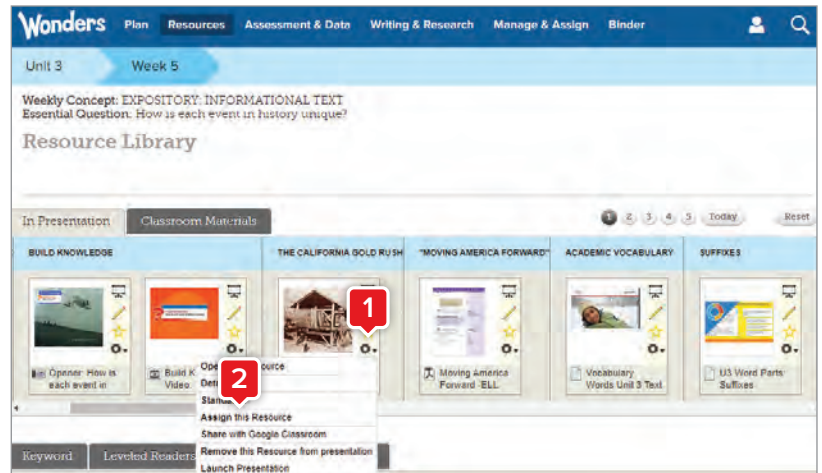 Wonders Plan Resources Assessment & Data Writing & Research Manage & Assign Binder
Unit 3 Week 5
Weekly Concept: EXPOSITORY: INFORMATIONAL TEXT
Essential Question: How is each event in history unique?
Resource Library
In Presentation Classroom Materials 1 2 3 4 5 Today Reset
BUILD KNOWLEDGE THE CALIFORNIA GOLD RUSH "MOVING AMERICA FORWARD" ACADEMIC VOCABULARY SUFFIXES
1
Opener: How is
each event in
Build K
Video
Moving America
Forward -ELL
Vocabulary
Words Unit 3 Text
U3 Word Parts:
Suffixes
2
Assign this Resource
Share with Google Classroom
Remove this Resource from presentation
Launch Presentation
Keyword Leveled Readers